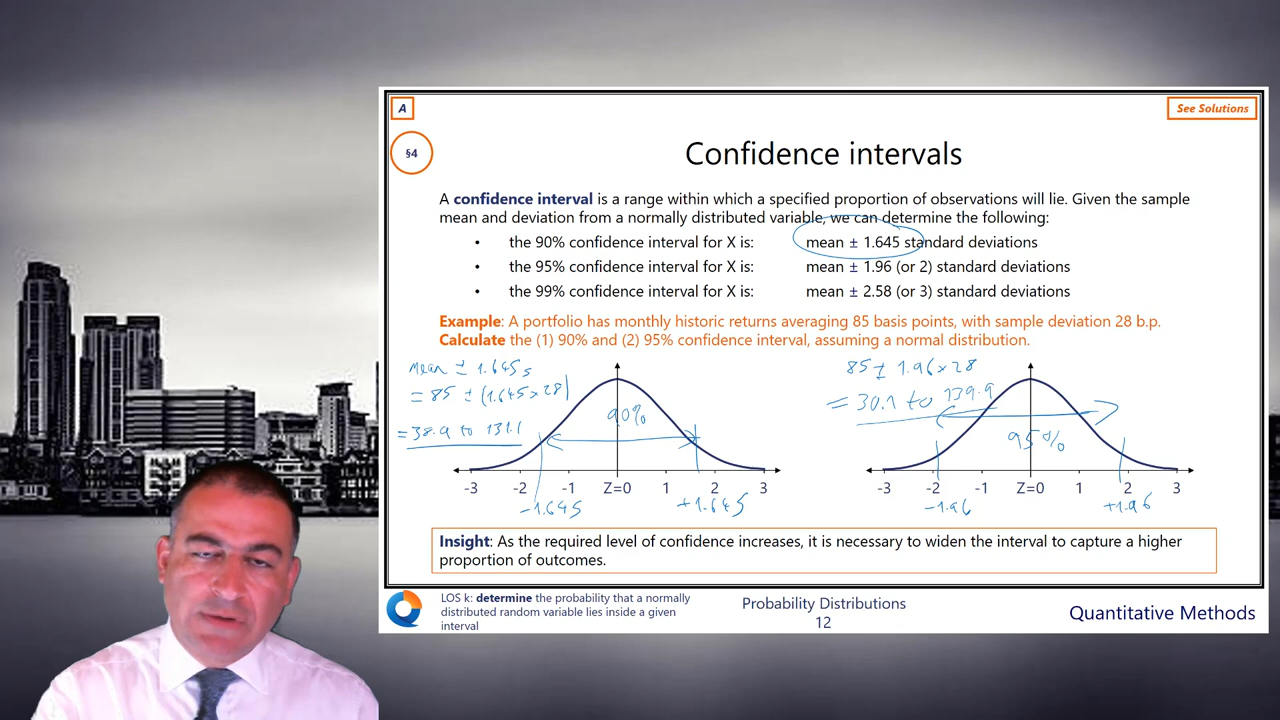 A
See Solutions
§4
Confidence intervals
A confidence interval is a range within which a specified proportion of observations will lie. Given the sample
mean and deviation from a normally distributed variable, we can determine the following:
• the 90% confidence interval for X is: mean ± 1.645 standard deviations
• the 95% confidence interval for X is: mean ± 1.96 (or 2) standard deviations
• the 99% confidence interval for X is: mean ± 2.58 (or 3) standard deviations
Example: A portfolio has monthly historic returns averaging 85 basis points, with sample deviation 28 b.p.
Calculate the (1) 90% and (2) 95% confidence interval, assuming a normal distribution.
mean ± 1.645 s
= 85 ± (1.645 × 28)
= 38.9 to 131.1
90%
-3 -2 -1 Z=0 1 2 3
-1.645 +1.645
85 ± 1.96 × 28
= 30.1 to 139.9
95%
-3 -2 -1 Z=0 1 2 3
-1.96 +1.96
Insight: As the required level of confidence increases, it is necessary to widen the interval to capture a higher
proportion of outcomes.
LOS k: determine the probability that a normally
distributed random variable lies inside a given
interval
Probability Distributions
12
Quantitative Methods